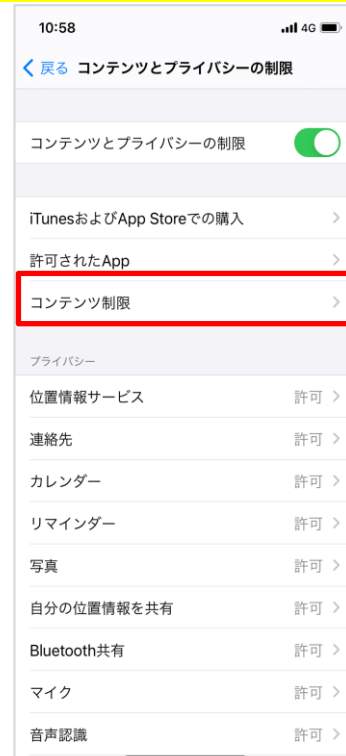 10:58 4G
戻る コンテンツとプライバシーの制限
コンテンツとプライバシーの制限
iTunesおよびApp Storeでの購入
許可されたApp
コンテンツ制限
プライバシー
位置情報サービス 許可
連絡先 許可
カレンダー 許可
リマインダー 許可
写真 許可
自分の位置情報を共有 許可
Bluetooth共有 許可
マイク 許可
音声認識 許可